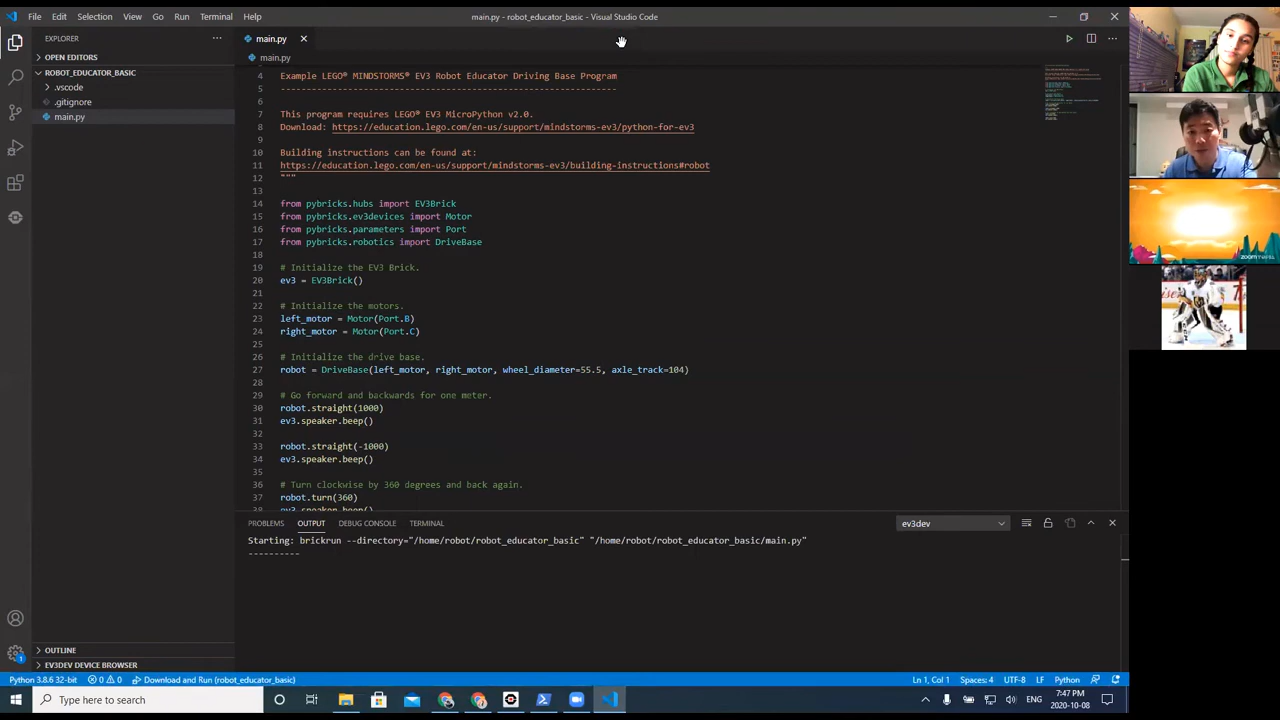 File Edit Selection View Go Run Terminal Help
main.py - robot_educator_basic - Visual Studio Code
EXPLORER
OPEN EDITORS
ROBOT_EDUCATOR_BASIC
.vscode
.gitignore
main.py
main.py
main.py
4 Example LEGO® MINDSTORMS® EV3 Robot Educator Driving Base Program
5 -----------------------------------------------------------------
6
7 This program requires LEGO® EV3 MicroPython v2.0.
8 Download: https://education.lego.com/en-us/support/mindstorms-ev3/python-for-ev3
9
10 Building instructions can be found at:
11 https://education.lego.com/en-us/support/mindstorms-ev3/building-instructions#robot
12 """
13
14 from pybricks.hubs import EV3Brick
15 from pybricks.ev3devices import Motor
16 from pybricks.parameters import Port
17 from pybricks.robotics import DriveBase
18
19 # Initialize the EV3 Brick.
20 ev3 = EV3Brick()
21
22 # Initialize the motors.
23 left_motor = Motor(Port.B)
24 right_motor = Motor(Port.C)
25
26 # Initialize the drive base.
27 robot = DriveBase(left_motor, right_motor, wheel_diameter=55.5, axle_track=104)
28
29 # Go forward and backwards for one meter.
30 robot.straight(1000)
31 ev3.speaker.beep()
32
33 robot.straight(-1000)
34 ev3.speaker.beep()
35
36 # Turn clockwise by 360 degrees and back again.
37 robot.turn(360)
38 ev3.speaker.beep()
PROBLEMS OUTPUT DEBUG CONSOLE TERMINAL
ev3dev
Starting: brickrun --directory="/home/robot/robot_educator_basic" "/home/robot/robot_educator_basic/main.py"
----------
OUTLINE
EV3DEV DEVICE BROWSER
Python 3.8.6 32-bit 0 0 Download and Run (robot_educator_basic)
Ln 1, Col 1 Spaces: 4 UTF-8 LF Python
Type here to search
ENG
7:47 PM
2020-10-08
1